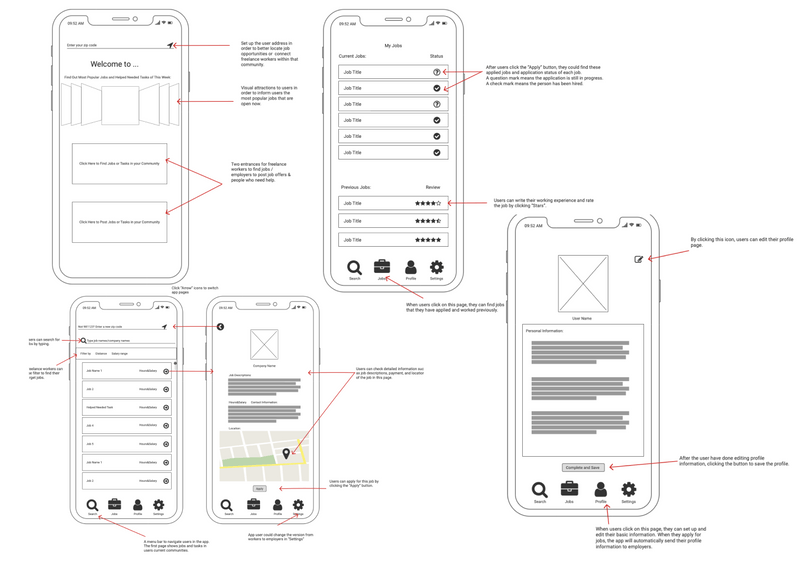 09:52 AM
Enter your zip code
Welcome to ...
Find Out Most Popular Jobs and Helped Needed Tasks of This Week
Click Here to Find Jobs or Tasks in your Community
Click Here to Post Jobs or Tasks in your Community
Set up the user address in
order to better locate job
opportunities or connect
freelance workers within that
community.
Visual attractions to users in
order to inform users the
most popular jobs that are
open now.
Two entrances for freelance
workers to find jobs /
employers to post job offers &
people who need help.
09:52 AM
My Jobs
Current Jobs: Status
Job Title
Job Title
Job Title
Job Title
Job Title
Job Title
Previous Jobs: Review
Job Title
Job Title
Job Title
Search Jobs Profile Settings
After users click the "Apply" button, they could find these
applied jobs and application status of each job.
A question mark means the application is still in progress.
A check mark means the person has been hired.
Users can write their working experience and rate
the job by clicking "Stars".
When users click on this page, they can find jobs
that they have applied and worked previously.
09:52 AM
User Name
Personal Information:
Complete and Save
Search Jobs Profile Settings
By clicking this icon, users can edit their profile
page.
After the user have done editing profile
information, clicking the button to save the profile.
When users click on this page, they can set up and
edit their basic information. When they apply for
jobs, the app will automatically send their profile
information to employers.
Click "Arrow" icons to switch
app pages
09:52 AM
Enter a new zip code
Type job names/company names
Filter by Distance Salary range
Job Name 1 Hours&Salary
Job 2 Hours&Salary
Helped Needed Task Hours&Salary
Hours&Salary
Hours&Salary
Job Name 1 Hours&Salary
Job 2 Hours&Salary
Search Jobs Profile Settings
ers can search for
bs by typing.
eelance workers can
e filter to find their
rget jobs.
A menu bar to navigate users in the app.
The first page shows jobs and tasks in
users current communities.
09:52 AM
Company Name
Job Descriptions:
Hours&Salary Contact Information:
Location:
Apply
Search Jobs Profile Settings
Users can check detailed information suc
as job descriptions, payment, and location
of the job in this page.
Users can apply for this job by
clicking the "Apply" button.
App user could change the version from
workers to employers in "Settings"